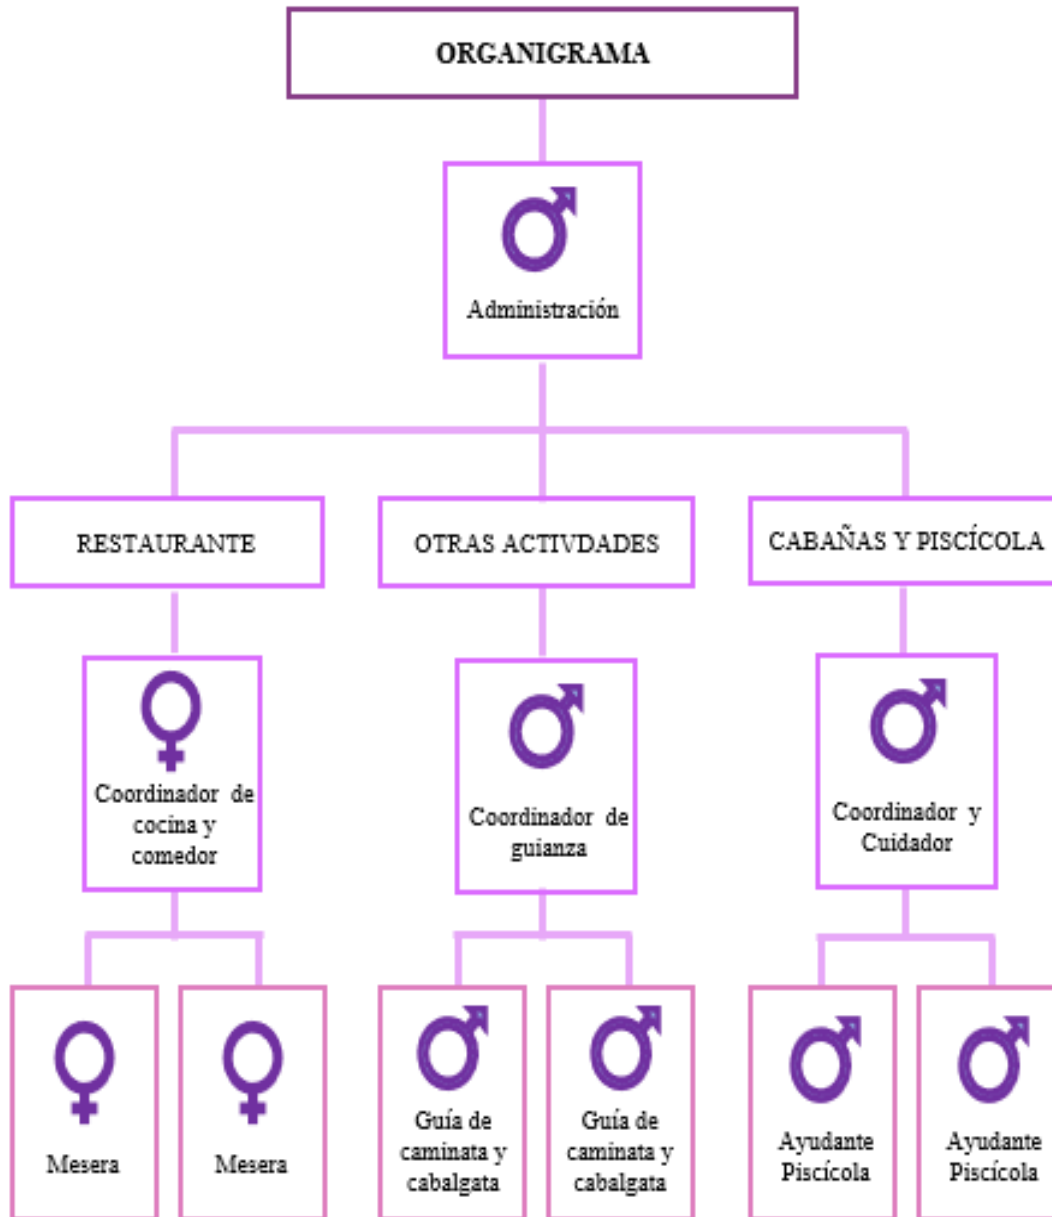 ORGANIGRAMA
Administración
RESTAURANTE
OTRAS ACTIVDADES
CABAÑAS Y PISCÍCOLA
Coordinador de
cocina y
comedor
Coordinador de
guianza
Coordinador y
Cuidador
Mesera
Mesera
Guía de
caminata y
cabalgata
Guía de
caminata y
cabalgata
Ayudante
Piscícola
Ayudante
Piscícola